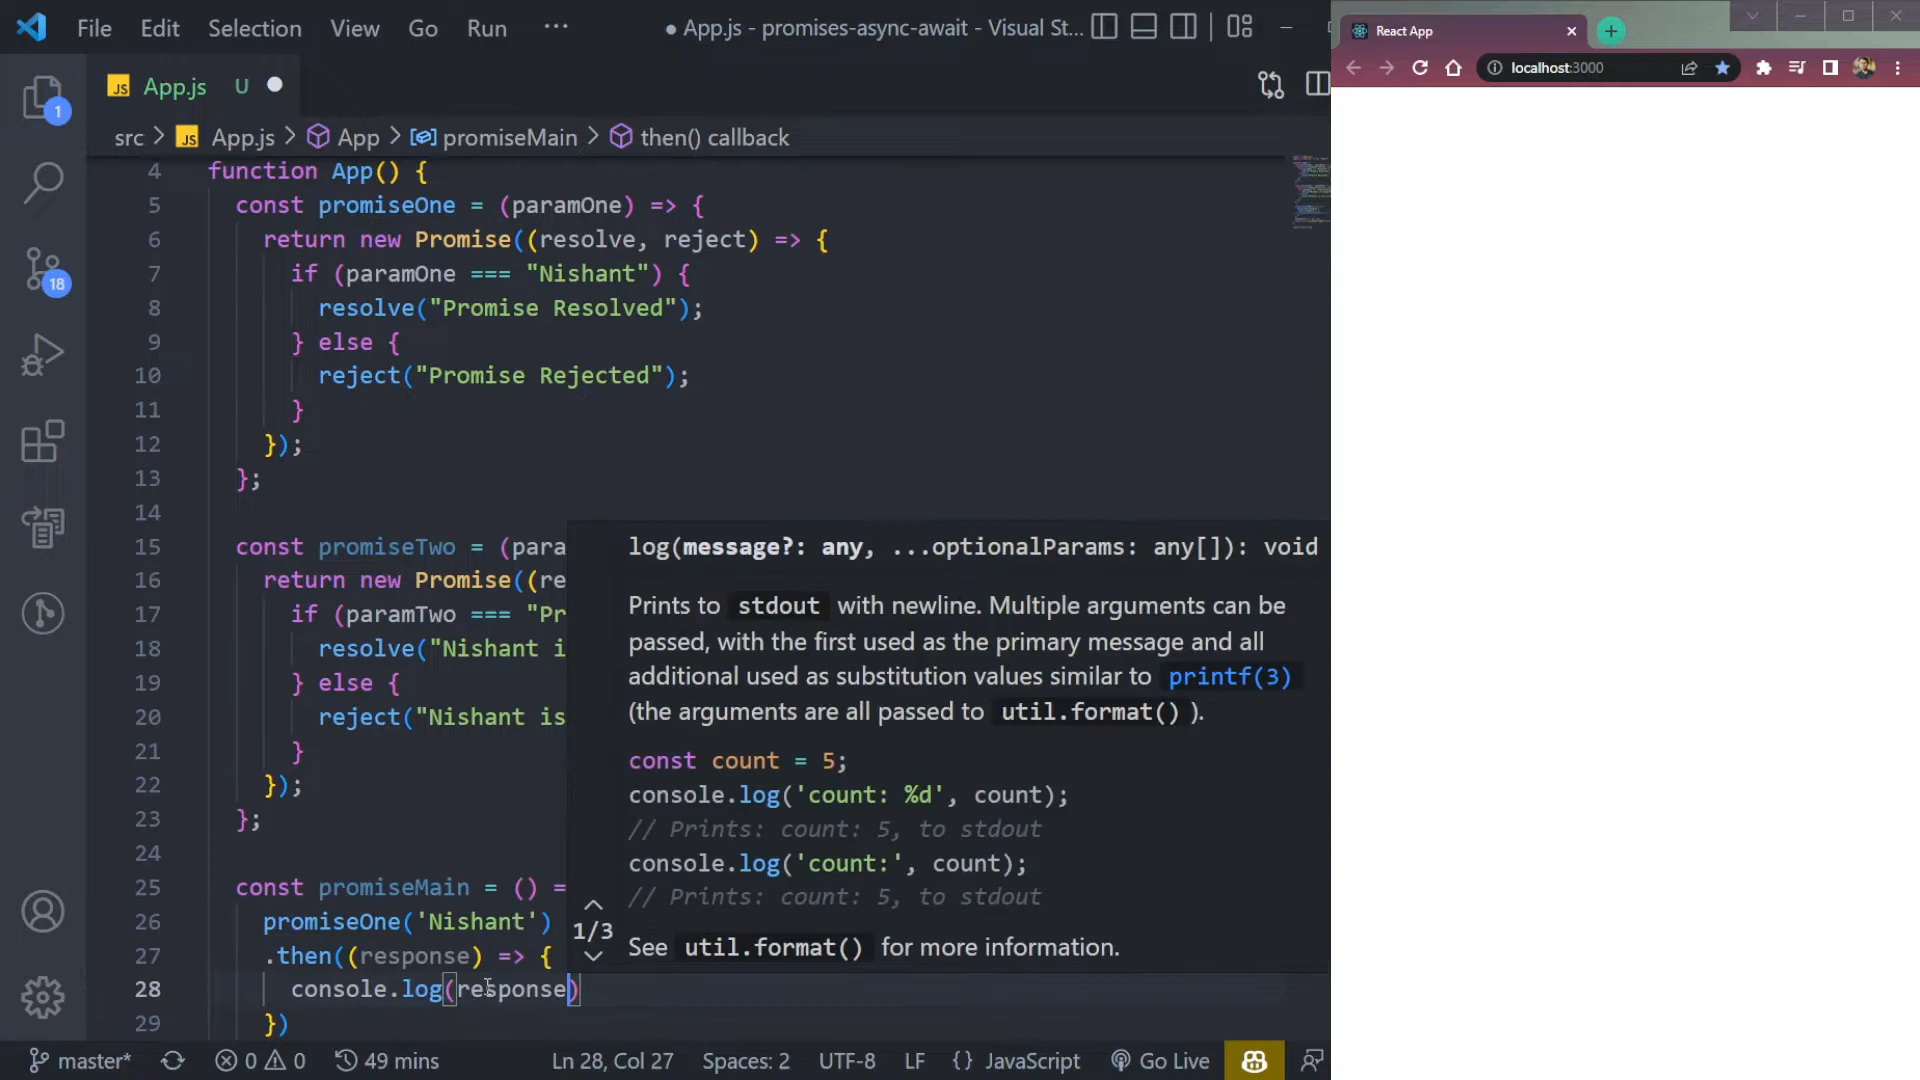 File Edit Selection View Go Run ··· ● App.js - promises-async-await - Visual St...
React App
App.js U
localhost:3000
1
src > App.js > App > promiseMain > then() callback
4 function App() {
5 const promiseOne = (paramOne) => {
6 return new Promise((resolve, reject) => {
7 if (paramOne === "Nishant") {
8 resolve("Promise Resolved");
9 } else {
10 reject("Promise Rejected");
11 }
12 });
13 };
14
15 const promiseTwo = (para
16 return new Promise((re
17 if (paramTwo === "Pr
18 resolve("Nishant i
19 } else {
20 reject("Nishant is
21 }
22 });
23 };
24
25 const promiseMain = () =
26 promiseOne('Nishant')
27 .then((response) => {
28 console.log(response)
29 })
18
log(message?: any, ...optionalParams: any[]): void
Prints to stdout with newline. Multiple arguments can be
passed, with the first used as the primary message and all
additional used as substitution values similar to printf(3)
(the arguments are all passed to util.format() ).
const count = 5;
console.log('count: %d', count);
// Prints: count: 5, to stdout
console.log('count:', count);
// Prints: count: 5, to stdout
1/3
See util.format() for more information.
master* 0 0 49 mins Ln 28, Col 27 Spaces: 2 UTF-8 LF {} JavaScript Go Live